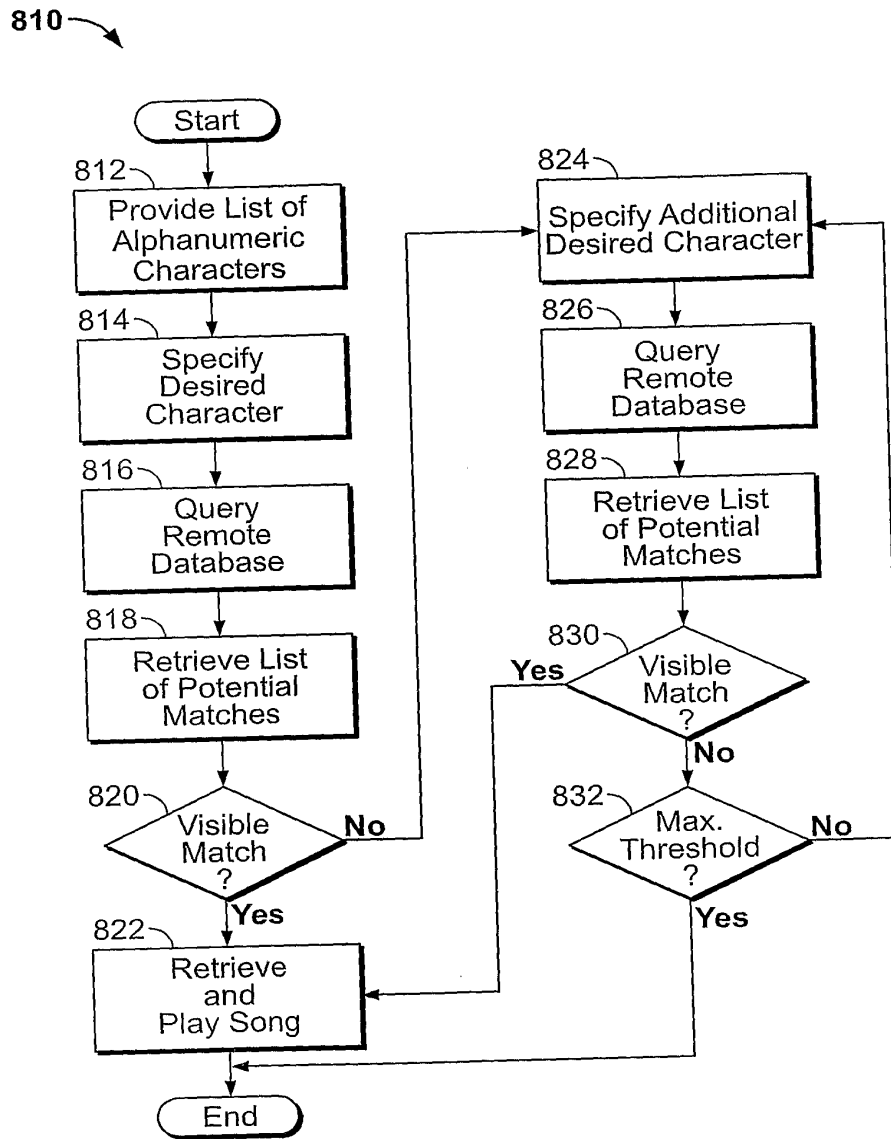 810
Start
812
Provide List of
Alphanumeric
Characters
814
Specify
Desired
Character
816
Query
Remote
Database
818
Retrieve List
of Potential
Matches
820
Visible
Match
?
No
Yes
822
Retrieve
and
Play Song
End
824
Specify Additional
Desired Character
826
Query
Remote
Database
828
Retrieve List
of Potential
Matches
830
Yes
Visible
Match
?
No
832
Max.
Threshold
?
No
Yes